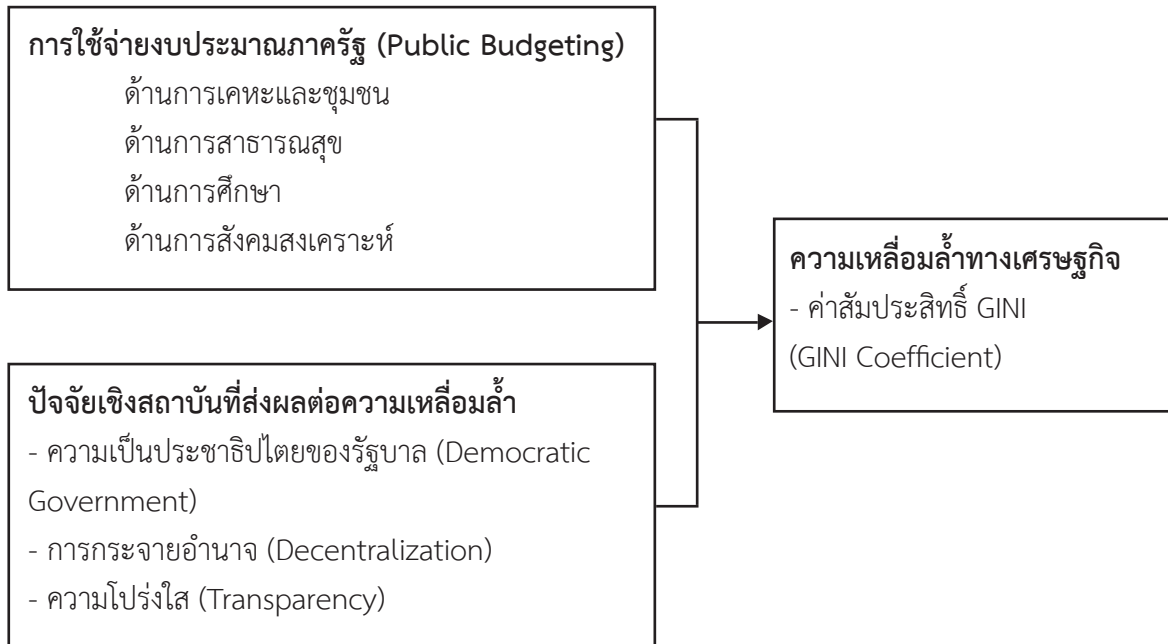 การใช้จ่ายงบประมาณภาครัฐ (Public Budgeting)
ด้านการเคหะและชุมชน
ด้านการสาธารณสุข
ด้านการศึกษา
ด้านการสังคมสงเคราะห์
ปัจจัยเชิงสถาบันที่ส่งผลต่อความเหลื่อมล้ำ
- ความเป็นประชาธิปไตยของรัฐบาล (Democratic
Government)
- การกระจายอำนาจ (Decentralization)
- ความโปร่งใส (Transparency)
ความเหลื่อมล้ำทางเศรษฐกิจ
- ค่าสัมประสิทธิ์ GINI
(GINI Coefficient)